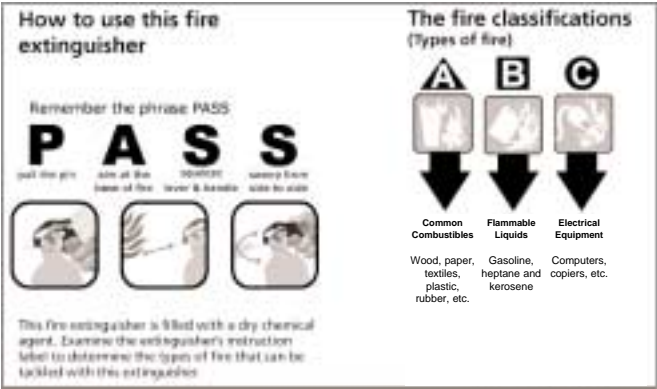 How to use this fire
extinguisher
Remember the phrase PASS
P A S S
pull the pin
aim at the
base of fire
squeeze
lever & handle
sweep from
side to side
This fire extinguisher is filled with a dry chemical
agent. Examine the extinguisher's instruction
label to determine the types of fire that can be
tackled with this extinguisher
The fire classifications
(Types of fire)
A B C
Common
Combustibles
Wood, paper,
textiles,
plastic,
rubber, etc.
Flammable
Liquids
Gasoline,
heptane and
kerosene
Electrical
Equipment
Computers,
copiers, etc.